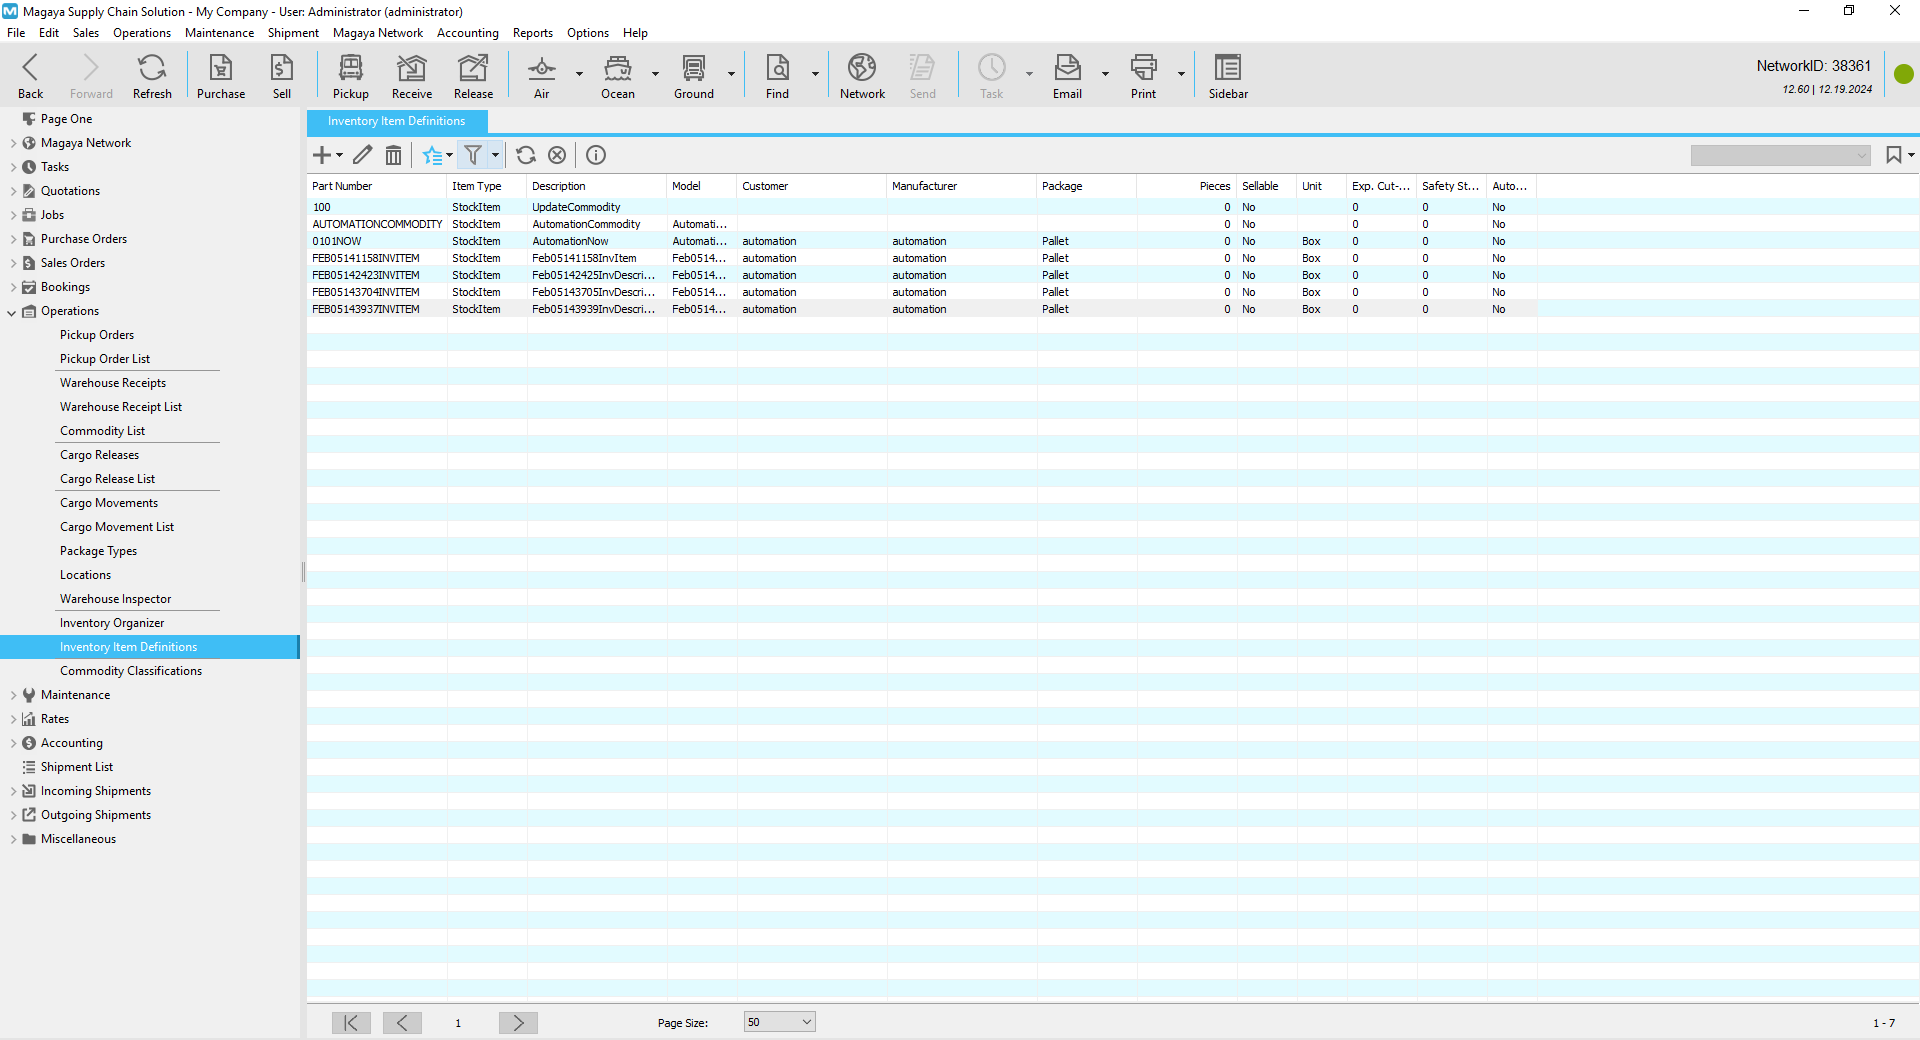 Magaya Supply Chain Solution - My Company - User: Administrator (administrator)
File Edit Sales Operations Maintenance Shipment Magaya Network Accounting Reports Options Help
Back Forward Refresh Purchase Sell Pickup Receive Release Air Ocean Ground Find Network Send Task Email Print Sidebar
NetworkID: 38361
12.60 | 12.19.2024
Page One
Magaya Network
Tasks
Quotations
Jobs
Purchase Orders
Sales Orders
Bookings
Operations
Pickup Orders
Pickup Order List
Warehouse Receipts
Warehouse Receipt List
Commodity List
Cargo Releases
Cargo Release List
Cargo Movements
Cargo Movement List
Package Types
Locations
Warehouse Inspector
Inventory Organizer
Inventory Item Definitions
Commodity Classifications
Maintenance
Rates
Accounting
Shipment List
Incoming Shipments
Outgoing Shipments
Miscellaneous
Inventory Item Definitions
Part Number Item Type Description Model Customer Manufacturer Package Pieces Sellable Unit Exp. Cut-... Safety St... Auto...
100 StockItem UpdateCommodity 0 No 0 0 No
AUTOMATIONCOMMODITY StockItem AutomationCommodity Automati... 0 No 0 0 No
0101NOW StockItem AutomationNow Automati... automation automation Pallet 0 No Box 0 0 No
FEB05141158INVITEM StockItem Feb05141158InvItem Feb0514... automation automation Pallet 0 No Box 0 0 No
FEB05142423INVITEM StockItem Feb05142425InvDescri... Feb0514... automation automation Pallet 0 No Box 0 0 No
FEB05143704INVITEM StockItem Feb05143705InvDescri... Feb0514... automation automation Pallet 0 No Box 0 0 No
FEB05143937INVITEM StockItem Feb05143939InvDescri... Feb0514... automation automation Pallet 0 No Box 0 0 No
1 Page Size: 50 1 - 7